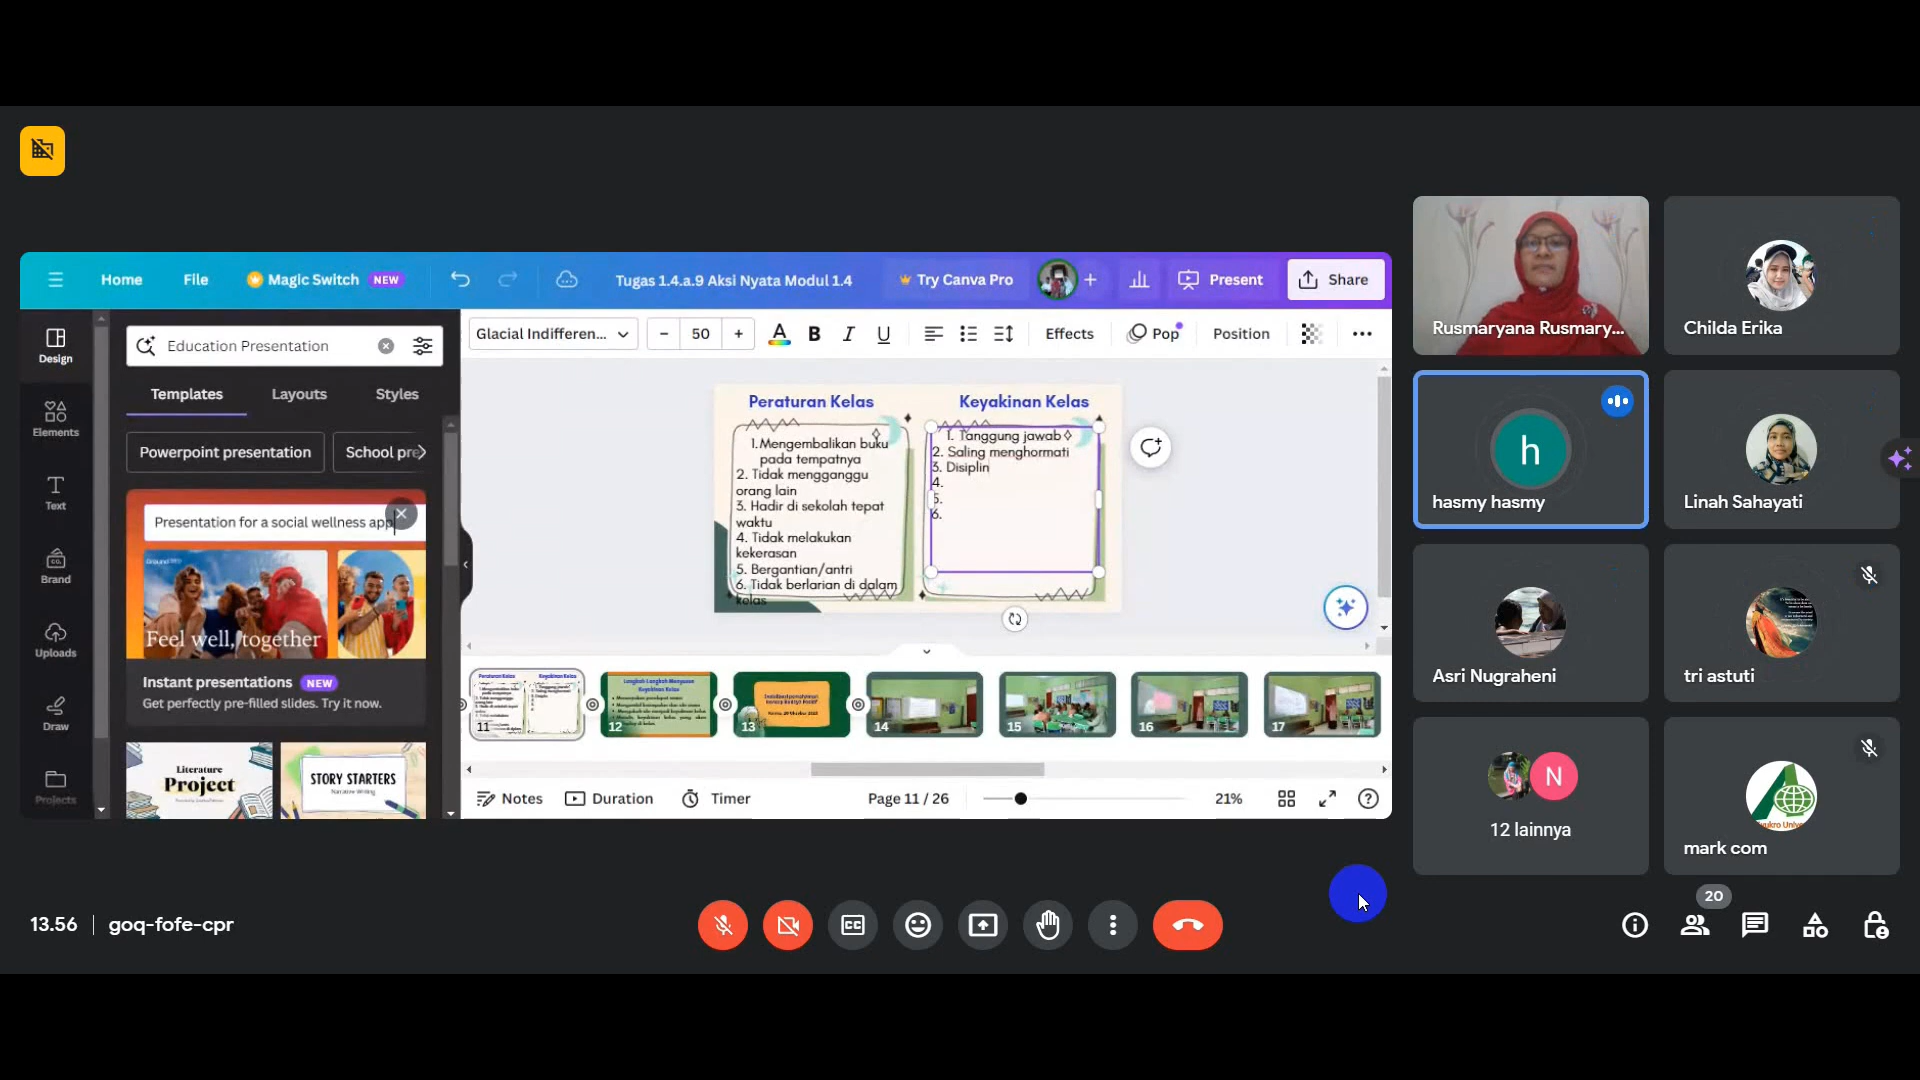 Home
File
Magic Switch NEW
Tugas 1.4.a.9 Aksi Nyata Modul 1.4
Try Canva Pro
Present
Share
Design
Elements
Text
Brand
Uploads
Draw
Projects
Education Presentation
Templates
Layouts
Styles
Powerpoint presentation
School pre
Presentation for a social wellness app
Feel well, together
Instant presentations NEW
Get perfectly pre-filled slides. Try it now.
Literature
Project
STORY STARTERS
Narrative Writing
Glacial Indifferen...
50
A B I U
Effects
Pop
Position
Peraturan Kelas
1. Mengembalikan buku
pada tempatnya
2. Tidak mengganggu
orang lain
3. Hadir di sekolah tepat
waktu
4. Tidak melakukan
kekerasan
5. Bergantian/antri
6. Tidak berlarian di dalam
kelas
Keyakinan Kelas
1. Tanggung jawab
2. Saling menghormati
3. Disiplin
4.
5.
6.
11
12
13
14
15
16
17
Notes
Duration
Timer
Page 11 / 26
21%
Rusmaryana Rusmary...
Childa Erika
h
hasmy hasmy
Linah Sahayati
Asri Nugraheni
tri astuti
N
12 lainnya
mark com
13.56
goq-fofe-cpr
CC
20